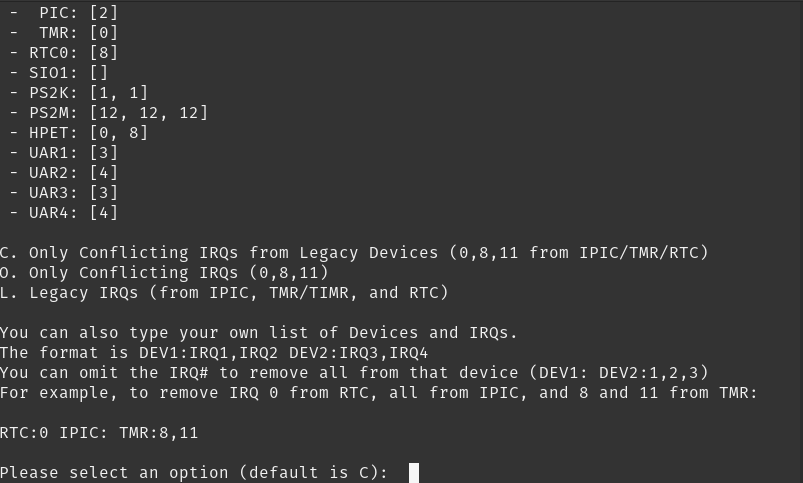 -  PIC: [2]
-  TMR: [0]
- RTC0: [8]
- SIO1: []
- PS2K: [1, 1]
- PS2M: [12, 12, 12]
- HPET: [0, 8]
- UAR1: [3]
- UAR2: [4]
- UAR3: [3]
- UAR4: [4]
C. Only Conflicting IRQs from Legacy Devices (0,8,11 from IPIC/TMR/RTC)
O. Only Conflicting IRQs (0,8,11)
L. Legacy IRQs (from IPIC, TMR/TIMR, and RTC)
You can also type your own list of Devices and IRQs.
The format is DEV1:IRQ1,IRQ2 DEV2:IRQ3,IRQ4
You can omit the IRQ# to remove all from that device (DEV1: DEV2:1,2,3)
For example, to remove IRQ 0 from RTC, all from IPIC, and 8 and 11 from TMR:
RTC:0 IPIC: TMR:8,11
Please select an option (default is C):